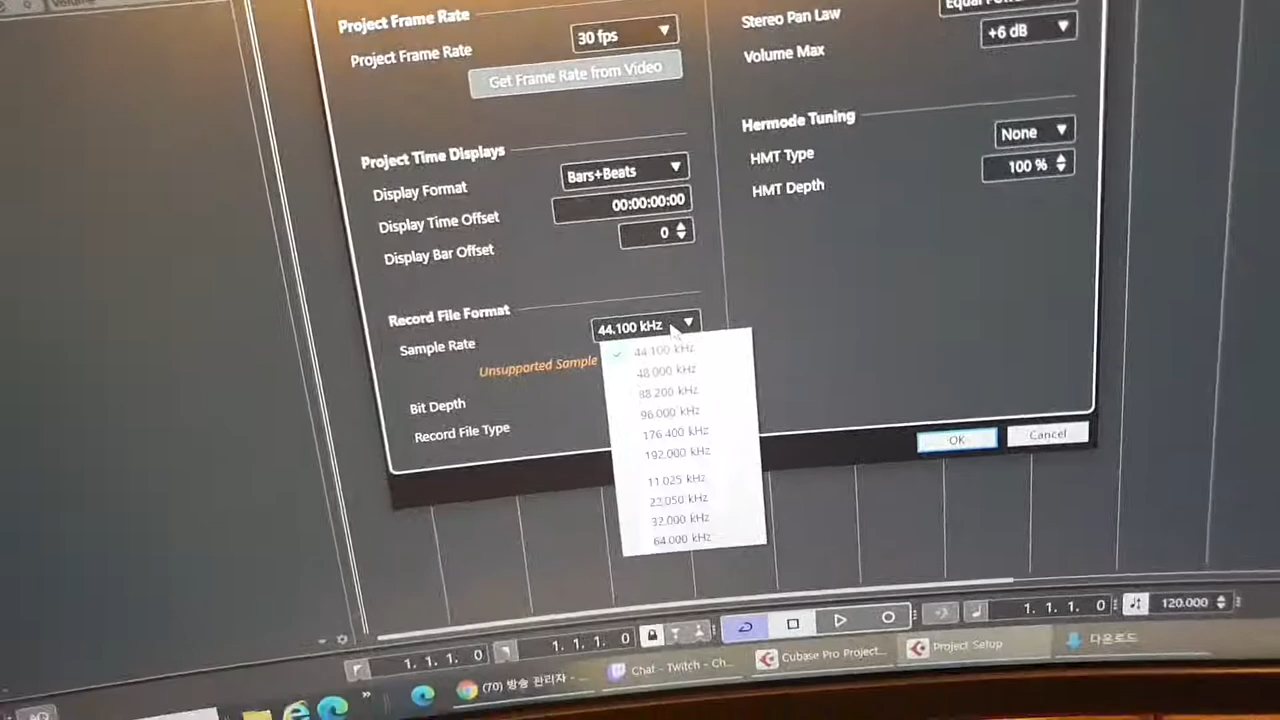 Volume
Project Frame Rate
Project Frame Rate
30 fps
Get Frame Rate from Video
Project Time Displays
Display Format
Bars+Beats
Display Time Offset
00:00:00:00
Display Bar Offset
0
Record File Format
Sample Rate
44.100 kHz
Unsupported Sample
Bit Depth
Record File Type
44.100 kHz
48.000 kHz
88.200 kHz
96.000 kHz
176.400 kHz
192.000 kHz
11.025 kHz
22.050 kHz
32.000 kHz
64.000 kHz
Stereo Pan Law
Volume Max
+6 dB
Hermode Tuning
HMT Type
None
HMT Depth
100 %
OK
Cancel
1. 1. 1. 0
1. 1. 1. 0
1. 1. 1. 0
120.000
(70) 방송 관리자 -...
Chat - Twitch - Ch...
Cubase Pro Project...
Project Setup
다운로드